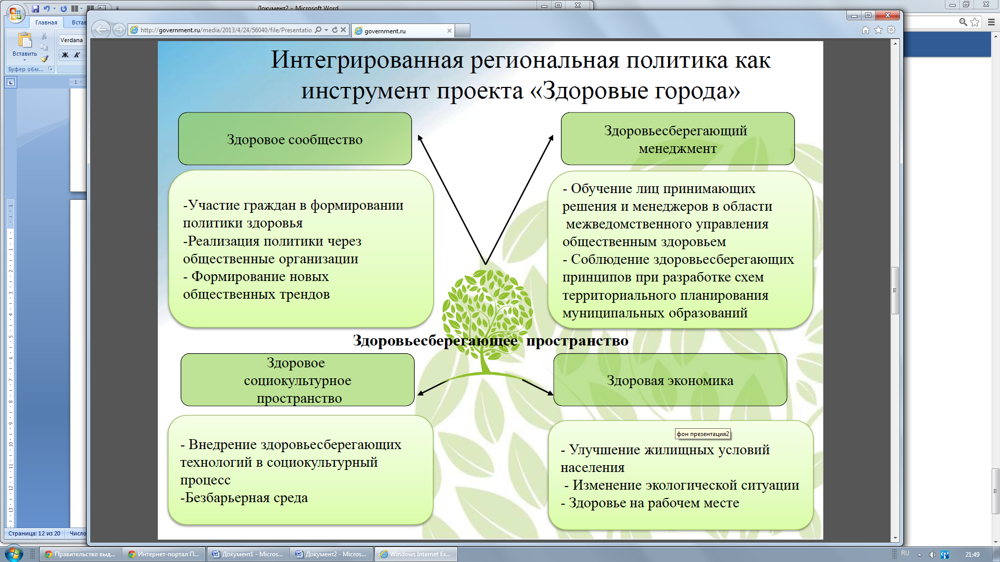 Документ2 - Microsoft Word
Главная
Встав
Вставить
Verdana
Ж К
Буфер обм...
http://government.ru/media/2013/4/24/56040/file/Presentatio
government.ru
Интегрированная региональная политика как
инструмент проекта «Здоровые города»
Здоровое сообщество
-Участие граждан в формировании
политики здоровья
-Реализация политики через
общественные организации
- Формирование новых
общественных трендов
Здоровьесберегающий
менеджмент
- Обучение лиц принимающих
решения и менеджеров в области
межведомственного управления
общественным здоровьем
- Соблюдение здоровьесберегающих
принципов при разработке схем
территориального планирования
муниципальных образований
Здоровьесберегающее пространство
Здоровое
социокультурное
пространство
- Внедрение здоровьесберегающих
технологий в социокультурный
процесс
-Безбарьерная среда
Здоровая экономика
фон презентация2
- Улучшение жилищных условий
населения
- Изменение экологической ситуации
- Здоровье на рабочем месте
Страница: 12 из 20
Число
Правительство выд...
Интернет-портал П...
Документ1 - Micros...
Документ2 - Micros...
Windows Internet Ex...
RU
21:49